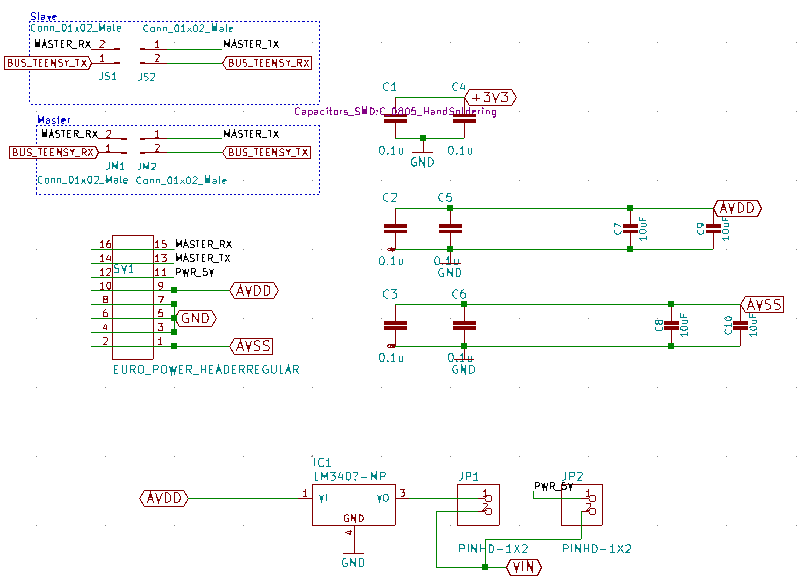 Slave
Conn_01x02_Male Conn_01x02_Male
MASTER_RX 2 1 MASTER_TX
BUS_TEENSY_TX 1 2 BUS_TEENSY_RX
JS1 JS2
Master
MASTER_RX 2 1 MASTER_TX
BUS_TEENSY_RX 1 2 BUS_TEENSY_TX
JM1 JM2
Conn_01x02_Male Conn_01x02_Male
C1 C4 +3V3
Capacitors_SMD:C_0805_HandSoldering
0.1u 0.1u
GND
C2 C5 C7 10uF C9 10uF AVDD
0.1u 0.1u
GND
C3 C6 C8 10uF C10 10uF AVSS
0.1u 0.1u
GND
16 15 MASTER_RX
14 13 MASTER_TX
SV1
12 11 PWR_5V
10 9 AVDD
8 7
6 5 GND
4 3
2 1 AVSS
EURO_POWER_HEADERREGULAR
IC1
LM340?-MP
AVDD 1 VI VO 3
GND
4
GND
JP1
1
2
PINHD-1X2
JP2
PWR_5V 1
2
PINHD-1X2
VIN